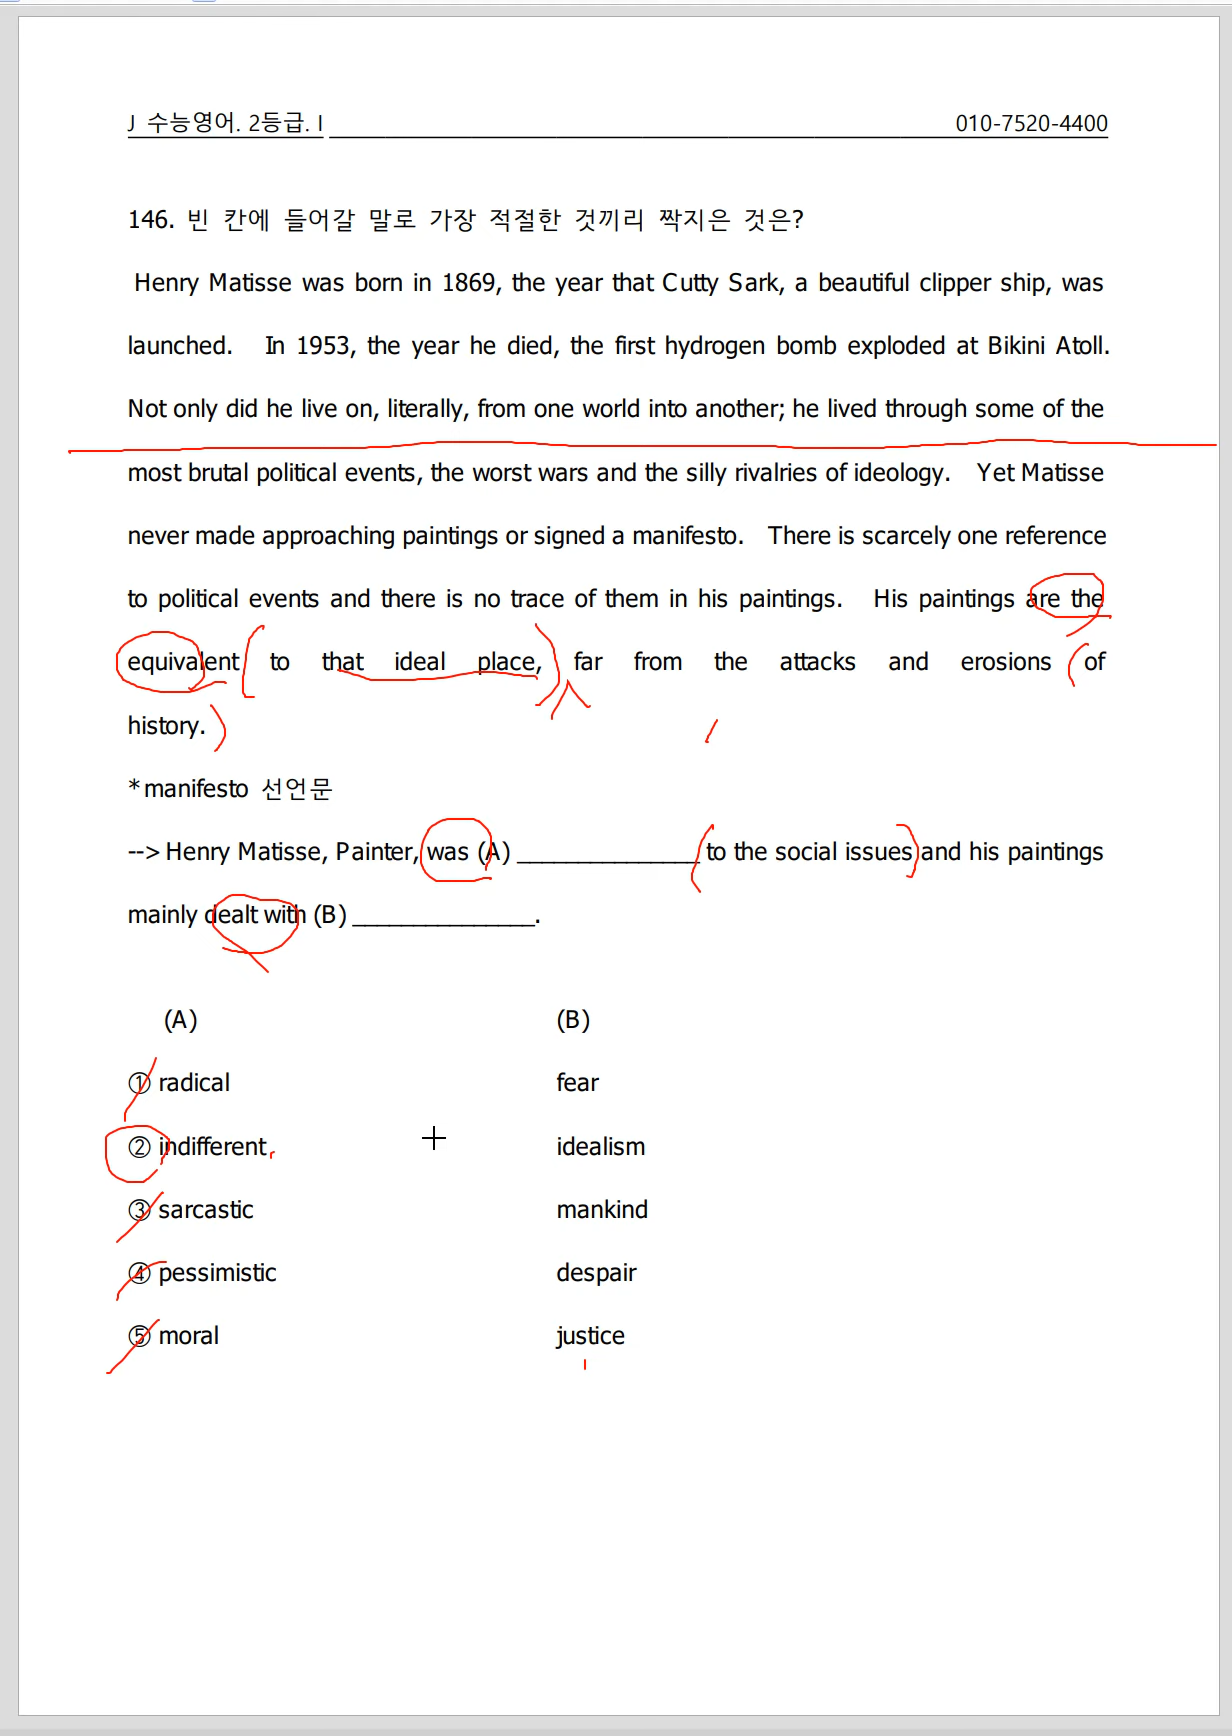 J 수능영어. 2등급. I 010-7520-4400
146. 빈 칸에 들어갈 말로 가장 적절한 것끼리 짝지은 것은?
Henry Matisse was born in 1869, the year that Cutty Sark, a beautiful clipper ship, was
launched. In 1953, the year he died, the first hydrogen bomb exploded at Bikini Atoll.
Not only did he live on, literally, from one world into another; he lived through some of the
most brutal political events, the worst wars and the silly rivalries of ideology. Yet Matisse
never made approaching paintings or signed a manifesto. There is scarcely one reference
to political events and there is no trace of them in his paintings. His paintings are the
equivalent to that ideal place, far from the attacks and erosions of
history.
*manifesto 선언문
--> Henry Matisse, Painter, was (A) _______________ to the social issues and his paintings
mainly dealt with (B) _______________.
(A) (B)
① radical fear
② indifferent idealism
③ sarcastic mankind
④ pessimistic despair
⑤ moral justice